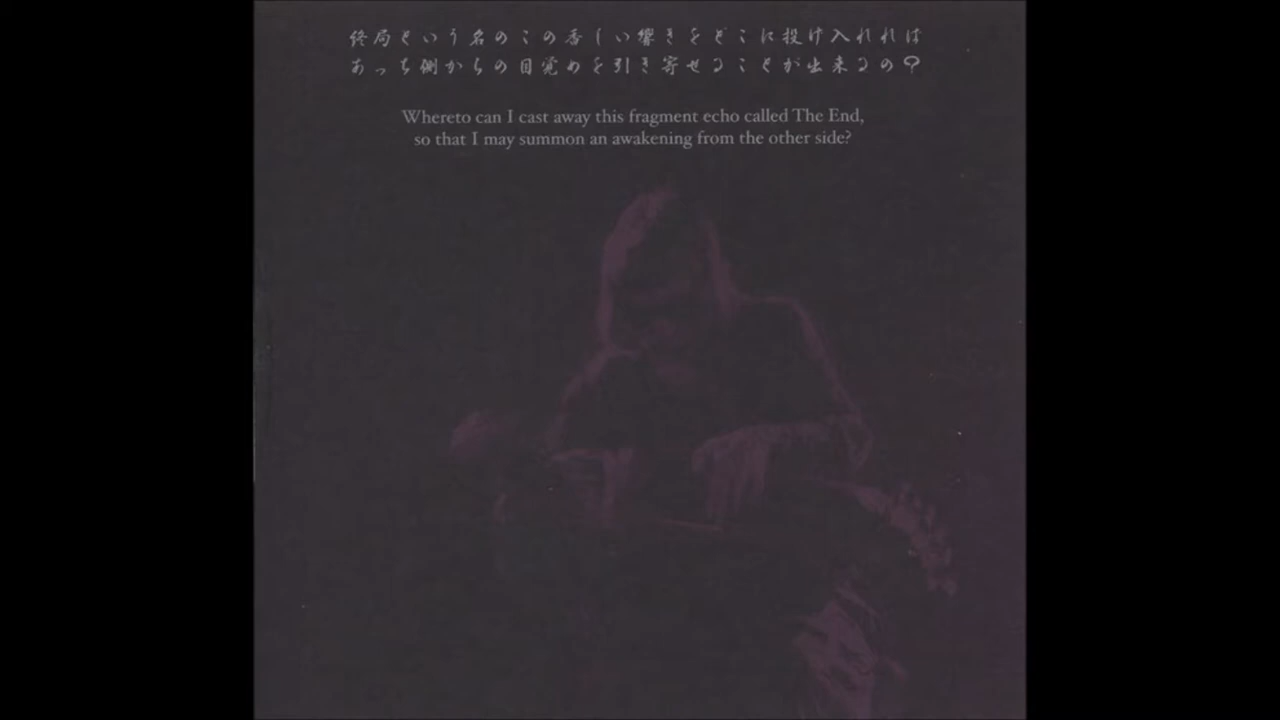 終局という名のこの香しい響きをどこに投げ入れれば
あっち側からの目覚めを引き寄せることが出来るの?
Whereto can I cast away this fragment echo called The End,
so that I may summon an awakening from the other side?